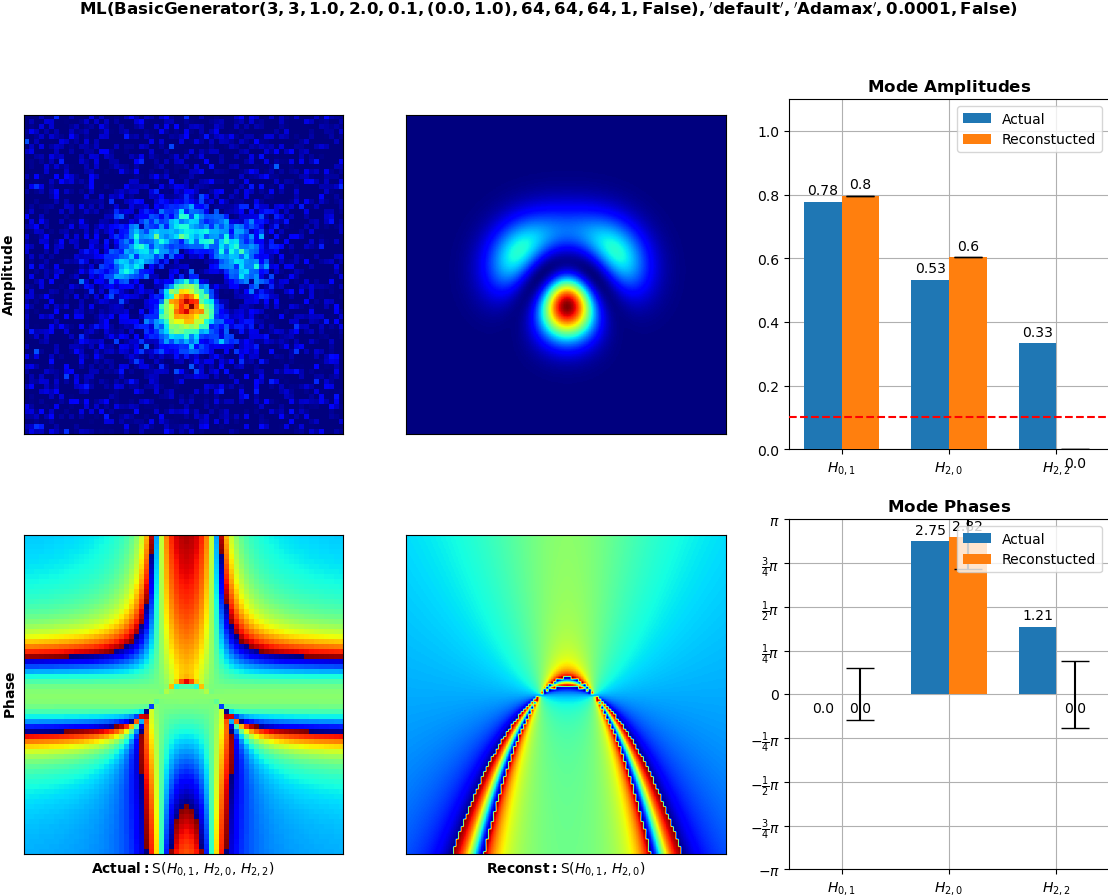 ML(BasicGenerator(3, 3, 1.0, 2.0, 0.1, (0.0, 1.0), 64, 64, 64, 1, False), ′default′, ′Adamax′, 0.0001, False)
Amplitude
Mode Amplitudes
Actual
Reconstucted
1.0
0.8
0.6
0.4
0.2
0.0
0.78
0.8
0.53
0.6
0.33
0.0
H0, 1
H2, 0
H2, 2
Phase
Actual: S(H0, 1, H2, 0, H2, 2)
Reconst: S(H0, 1, H2, 0)
Mode Phases
Actual
Reconstucted
π
3/4π
1/2π
1/4π
0
−1/4π
−1/2π
−3/4π
−π
0.0
0.0
2.75
2.82
1.21
0.0
H0, 1
H2, 0
H2, 2